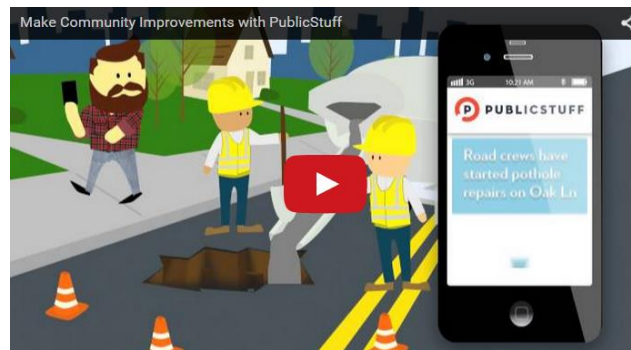 Make Community Improvements with PublicStuff
3G 10:21 AM
P PUBLICSTUFF
Road crews have
started pothole
repairs on Oak Ln